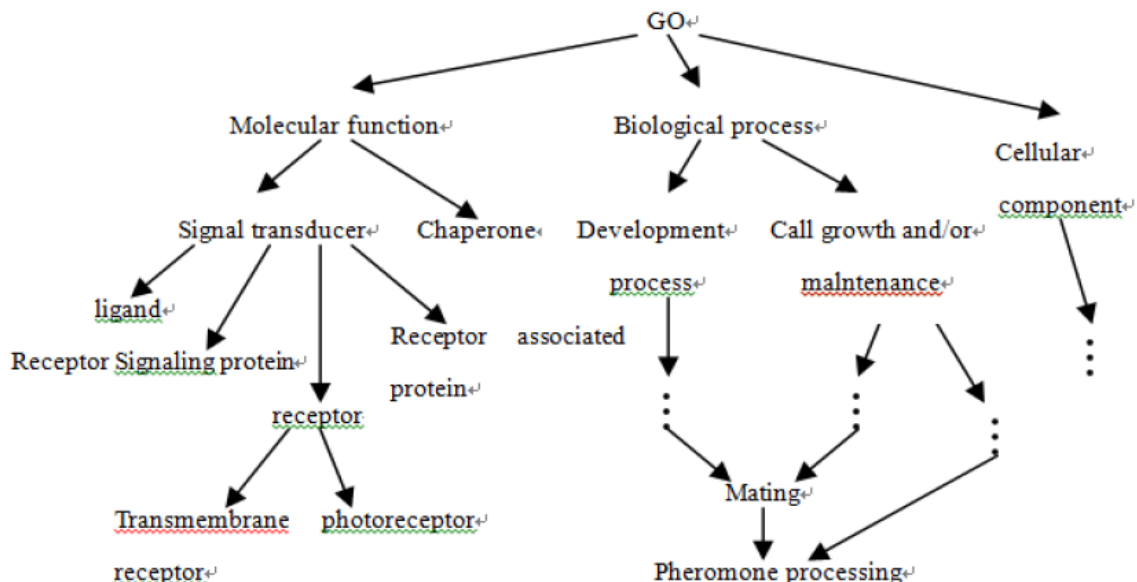 GO
Molecular function
Biological process
Cellular
component
Signal transducer
Chaperone
Development
process
Call growth and/or
malntenance
ligand
Receptor Signaling protein
Receptor associated
protein
receptor
Mating
Transmembrane
receptor
photoreceptor
Pheromone processing